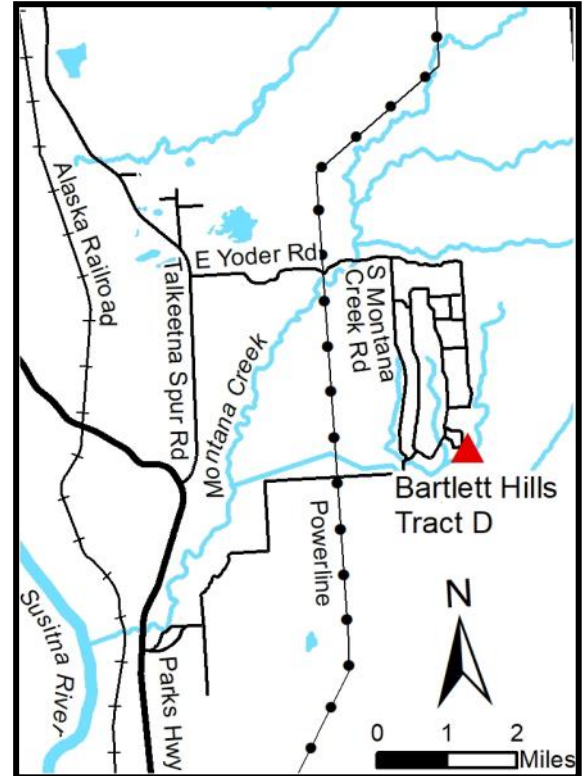 Alaska Railroad
E Yoder Rd
Talkeetna Spur Rd
S Montana
Creek Rd
Montana Creek
Bartlett Hills
Tract D
Powerline
Susitna River
Parks Hwy
N
0 1 2
Miles